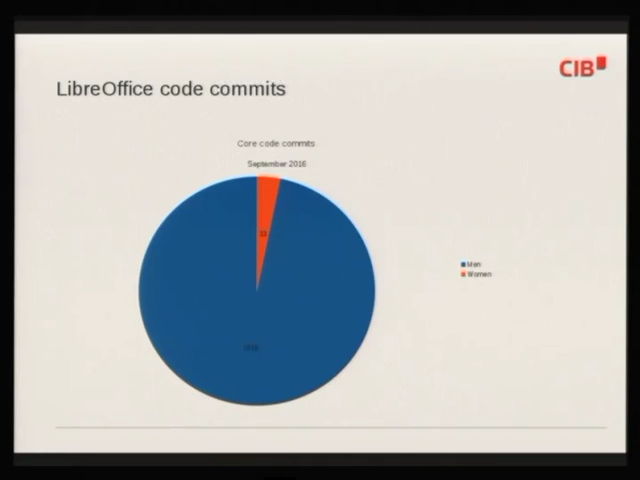 CIB
LibreOffice code commits
Core code commits
September 2016
Men
Women